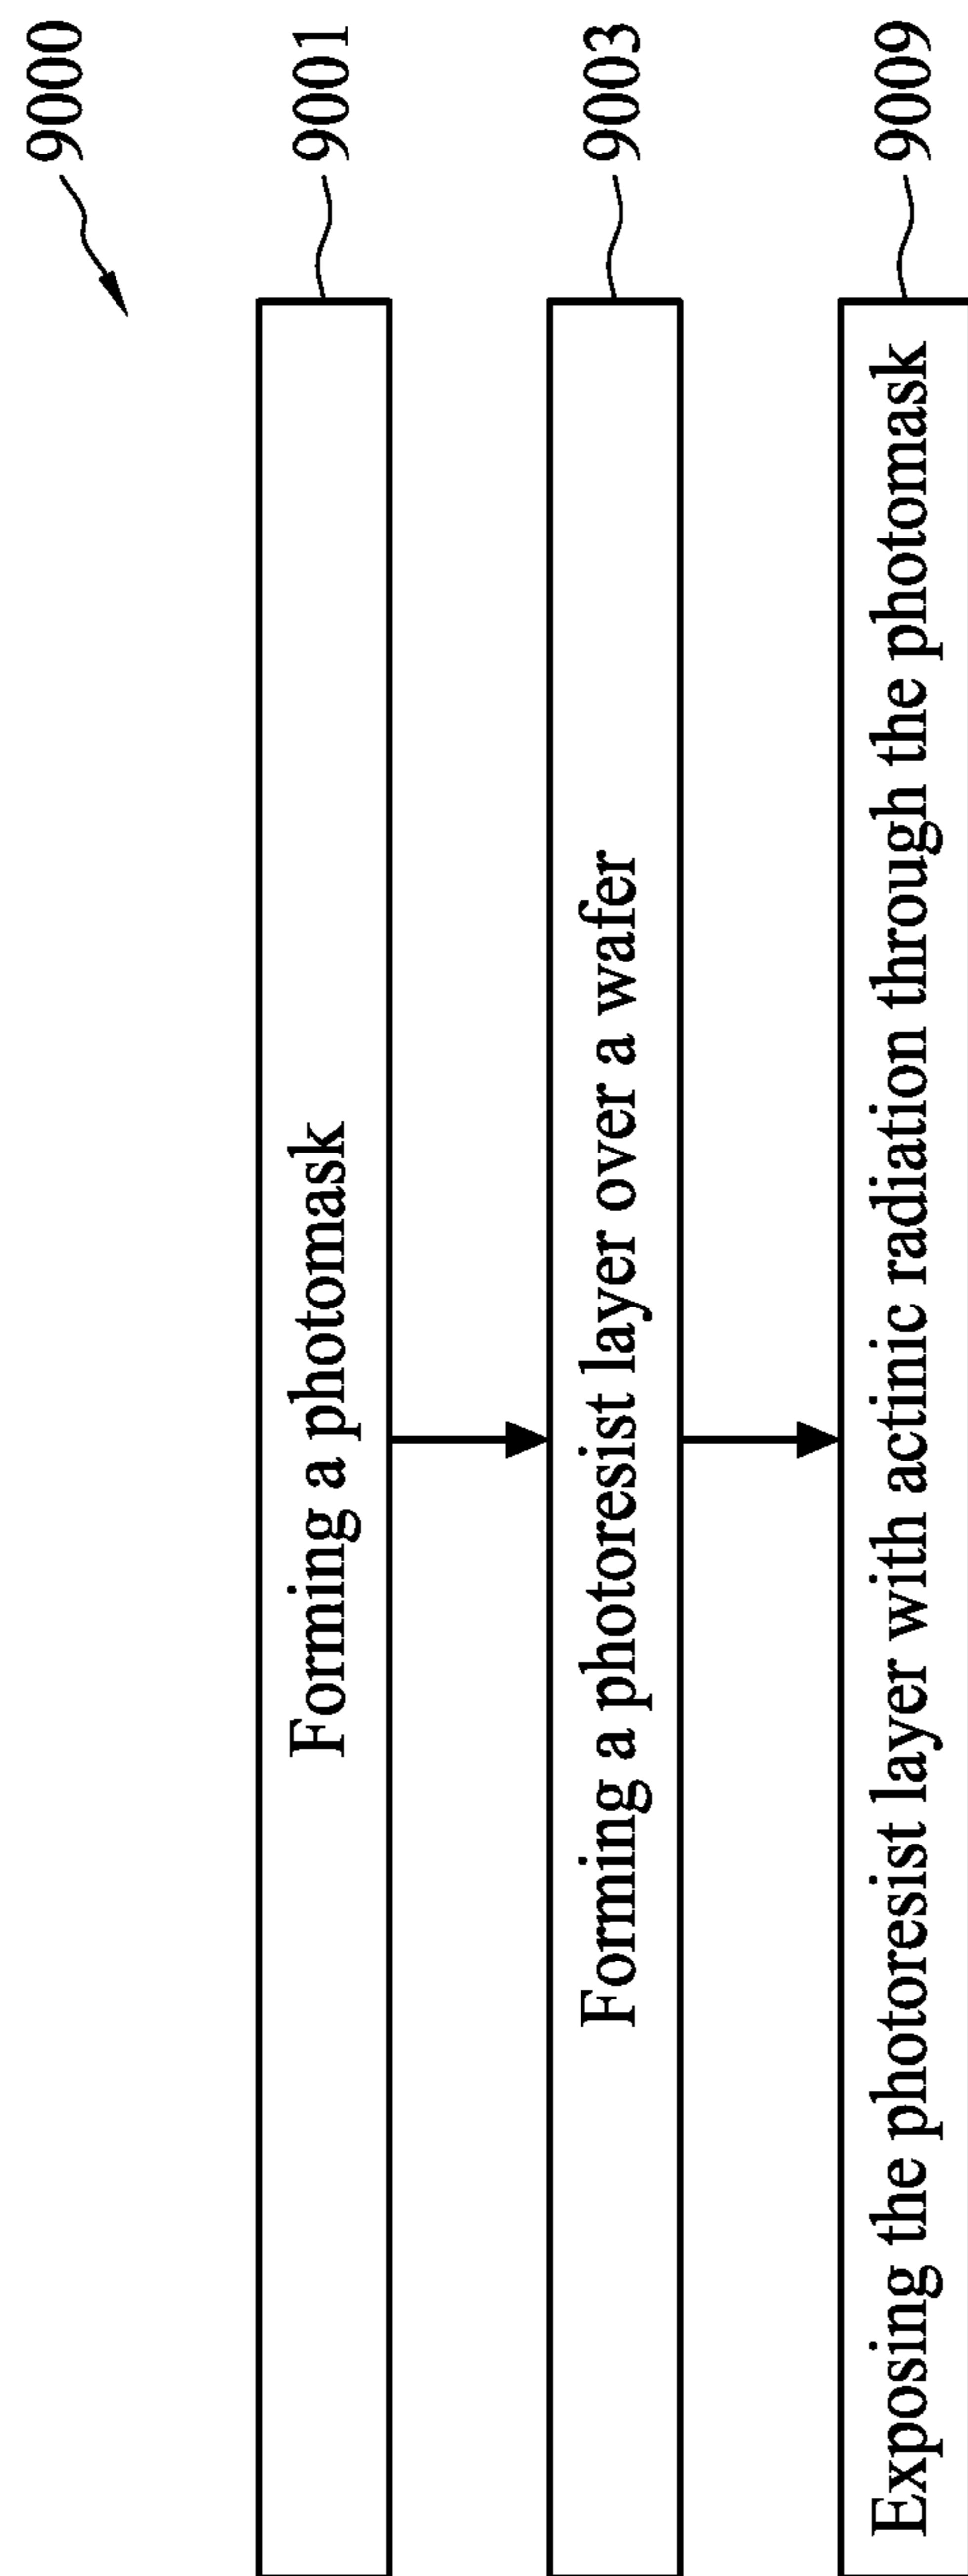 9000
Forming a photomask
9001
Forming a photoresist layer over a wafer
9003
Exposing the photoresist layer with actinic radiation through the photomask
9009